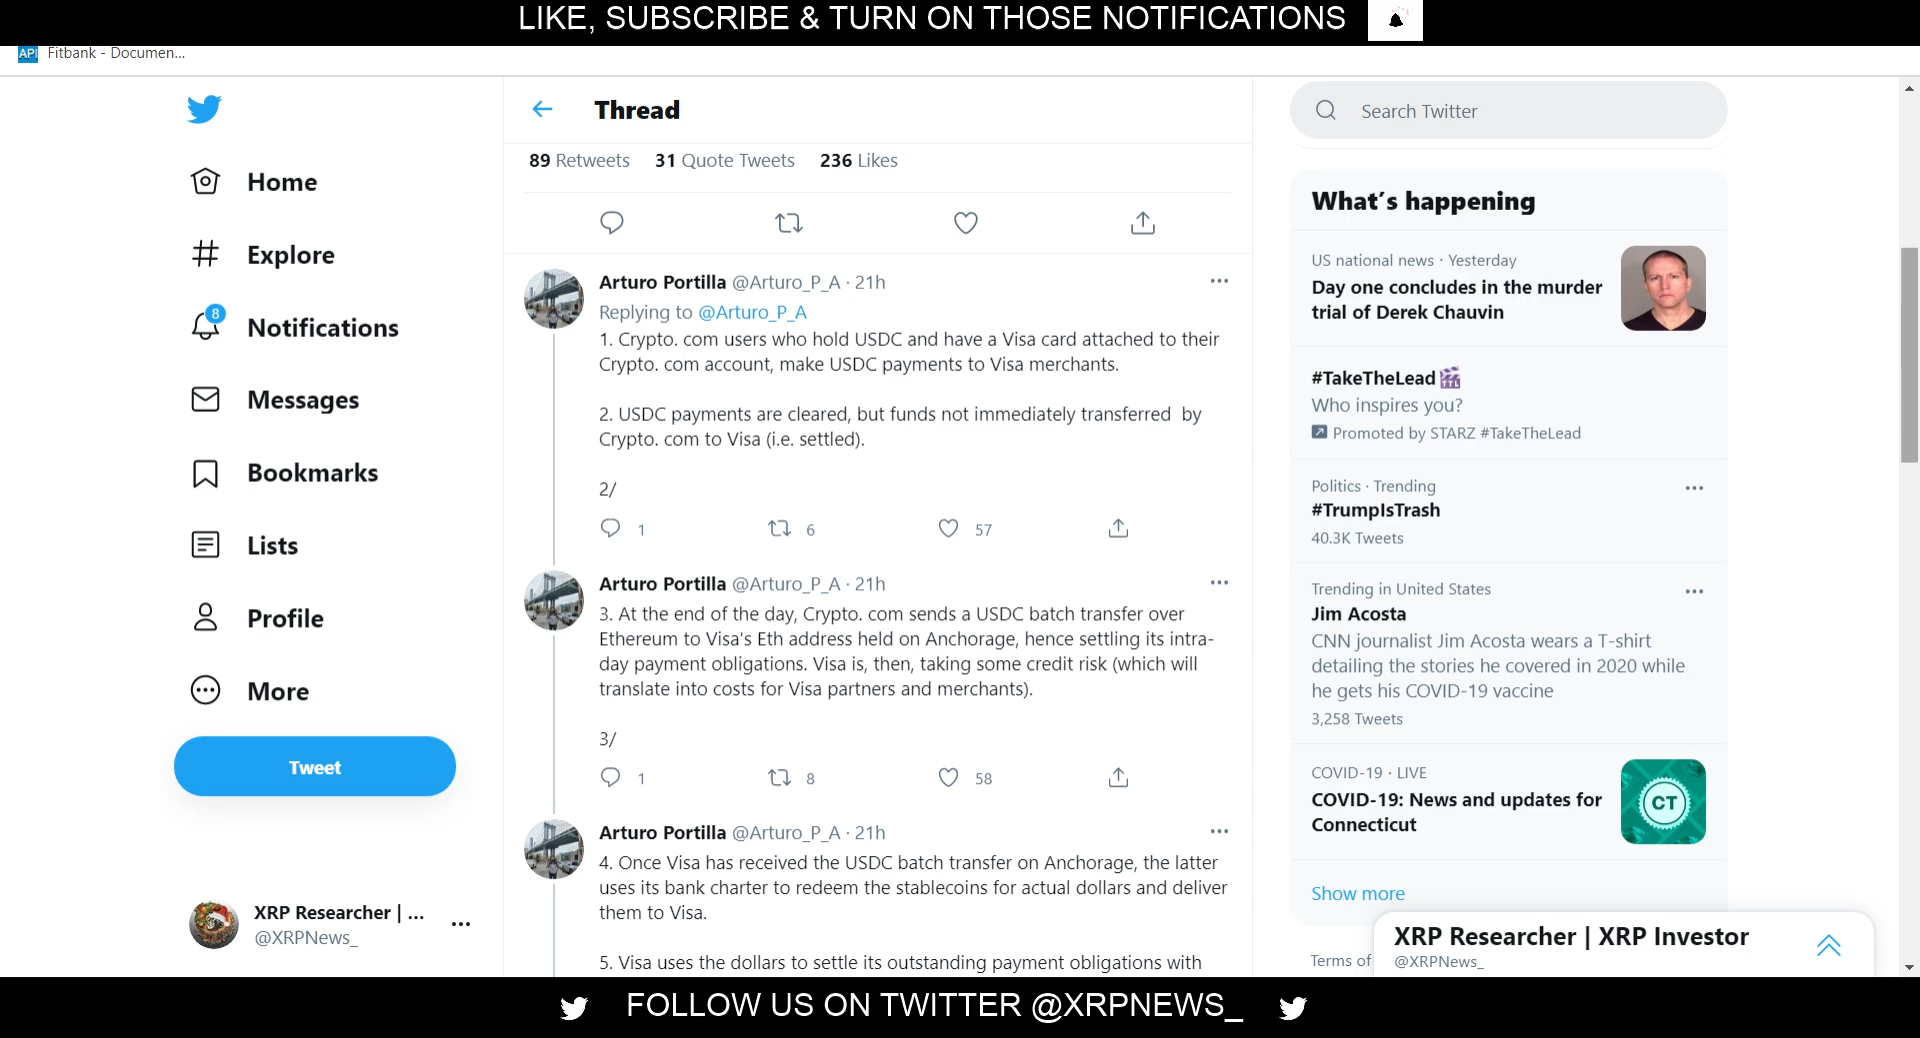 LIKE, SUBSCRIBE & TURN ON THOSE NOTIFICATIONS
API Fitbank - Documen...
Home
Explore
8
Notifications
Messages
Bookmarks
Lists
Profile
More
Tweet
XRP Researcher | ...
@XRPNews_
Thread
89 Retweets 31 Quote Tweets 236 Likes
Arturo Portilla @Arturo_P_A · 21h
Replying to @Arturo_P_A
1. Crypto. com users who hold USDC and have a Visa card attached to their
Crypto. com account, make USDC payments to Visa merchants.
2. USDC payments are cleared, but funds not immediately transferred by
Crypto. com to Visa (i.e. settled).
2/
1 6 57
Arturo Portilla @Arturo_P_A · 21h
3. At the end of the day, Crypto. com sends a USDC batch transfer over
Ethereum to Visa's Eth address held on Anchorage, hence settling its intra-
day payment obligations. Visa is, then, taking some credit risk (which will
translate into costs for Visa partners and merchants).
3/
1 8 58
Arturo Portilla @Arturo_P_A · 21h
4. Once Visa has received the USDC batch transfer on Anchorage, the latter
uses its bank charter to redeem the stablecoins for actual dollars and deliver
them to Visa.
5. Visa uses the dollars to settle its outstanding payment obligations with
Search Twitter
What's happening
US national news · Yesterday
Day one concludes in the murder
trial of Derek Chauvin
#TakeTheLead
Who inspires you?
Promoted by STARZ #TakeTheLead
Politics · Trending
#TrumpIsTrash
40.3K Tweets
Trending in United States
Jim Acosta
CNN journalist Jim Acosta wears a T-shirt
detailing the stories he covered in 2020 while
he gets his COVID-19 vaccine
3,258 Tweets
COVID-19 · LIVE
COVID-19: News and updates for
Connecticut
CT
Show more
Terms of
XRP Researcher | XRP Investor
@XRPNews_
FOLLOW US ON TWITTER @XRPNEWS_